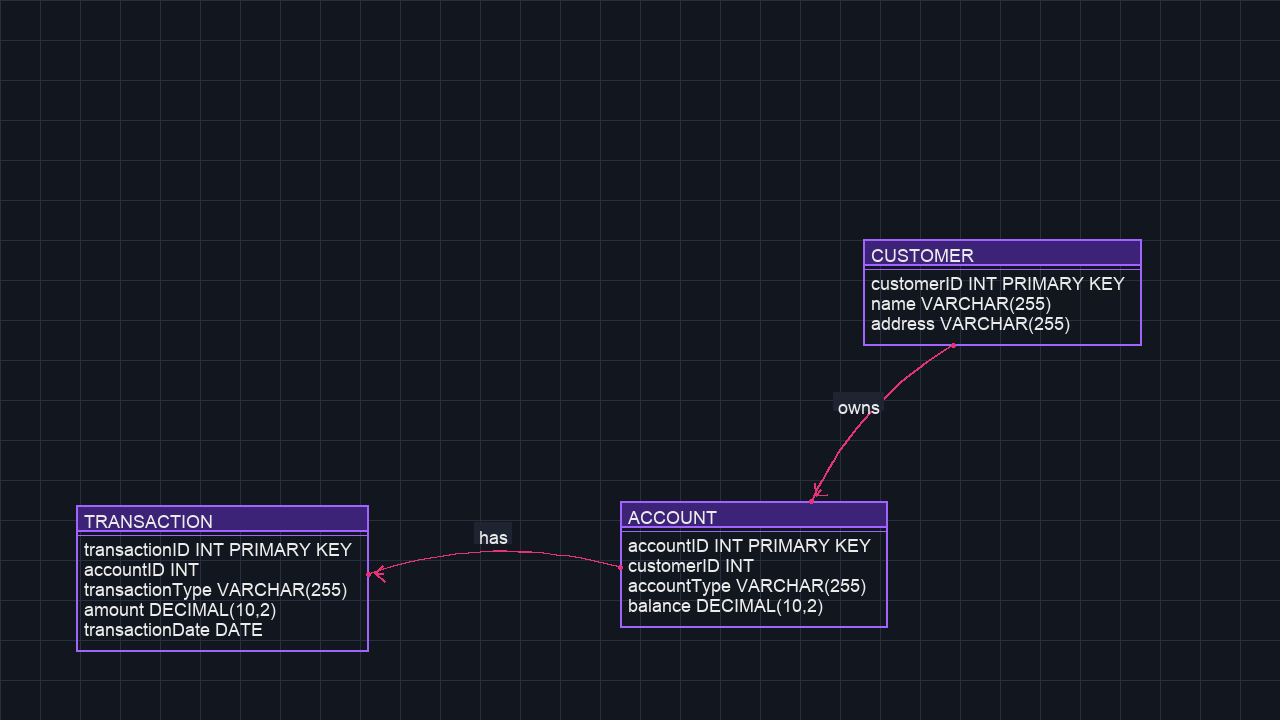 CUSTOMER
customerID INT PRIMARY KEY
name VARCHAR(255)
address VARCHAR(255)
owns
TRANSACTION
transactionID INT PRIMARY KEY
accountID INT
transactionType VARCHAR(255)
amount DECIMAL(10,2)
transactionDate DATE
has
ACCOUNT
accountID INT PRIMARY KEY
customerID INT
accountType VARCHAR(255)
balance DECIMAL(10,2)